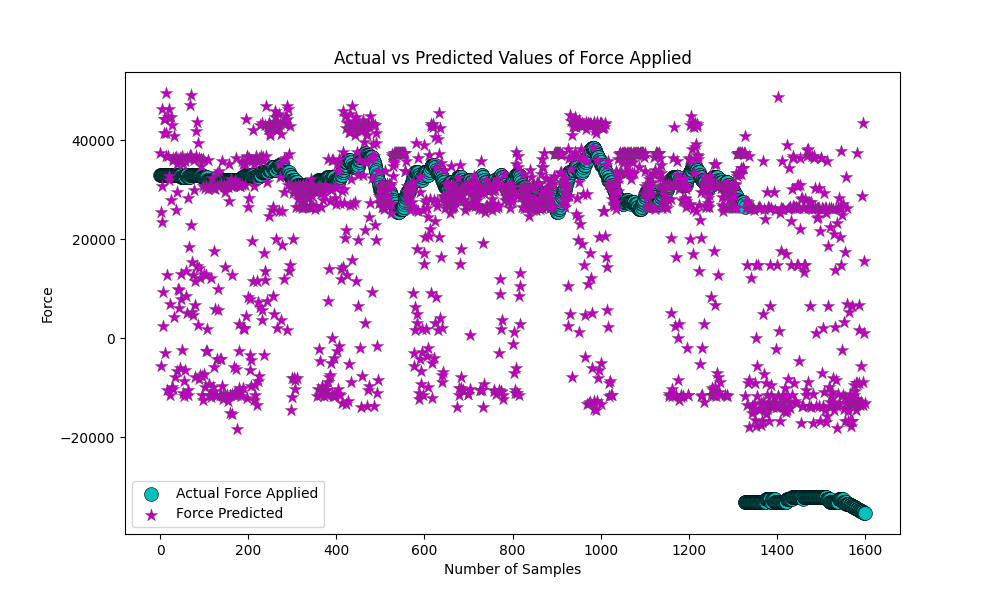 Actual vs Predicted Values of Force Applied
40000
20000
0
−20000
Force
Actual Force Applied
Force Predicted
0 200 400 600 800 1000 1200 1400 1600
Number of Samples